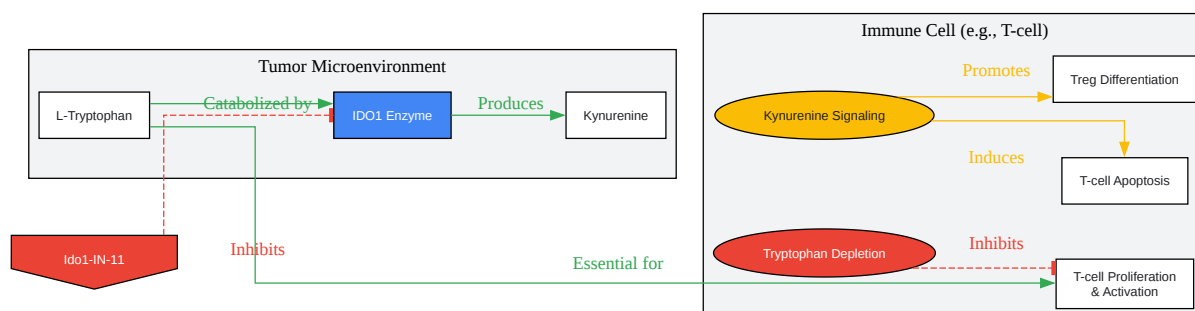 Immune Cell (e.g., T-cell)
Tumor Microenvironment
Promotes
Treg Differentiation
L-Tryptophan
Catabolized by
IDO1 Enzyme
Produces
Kynurenine
Kynurenine Signaling
Induces
T-cell Apoptosis
Ido1-IN-11
Inhibits
Essential for
Tryptophan Depletion
Inhibits
T-cell Proliferation
& Activation